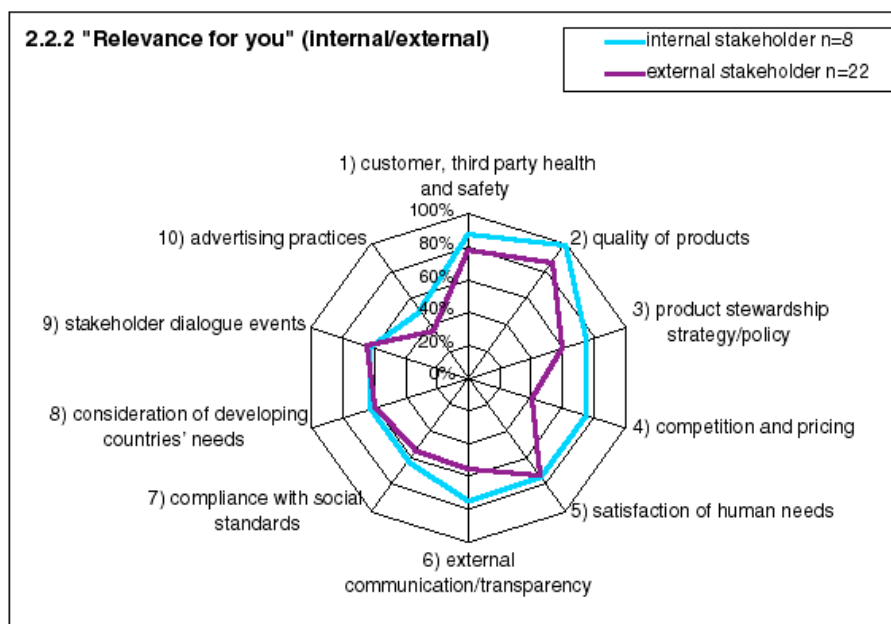 2.2.2 "Relevance for you" (internal/external)
internal stakeholder n=8
external stakeholder n=22
1) customer, third party health
and safety
100%
80%
60%
40%
20%
0%
10) advertising practices
2) quality of products
9) stakeholder dialogue events
3) product stewardship
strategy/policy
8) consideration of developing
countries' needs
4) competition and pricing
7) compliance with social
standards
5) satisfaction of human needs
6) external
communication/transparency